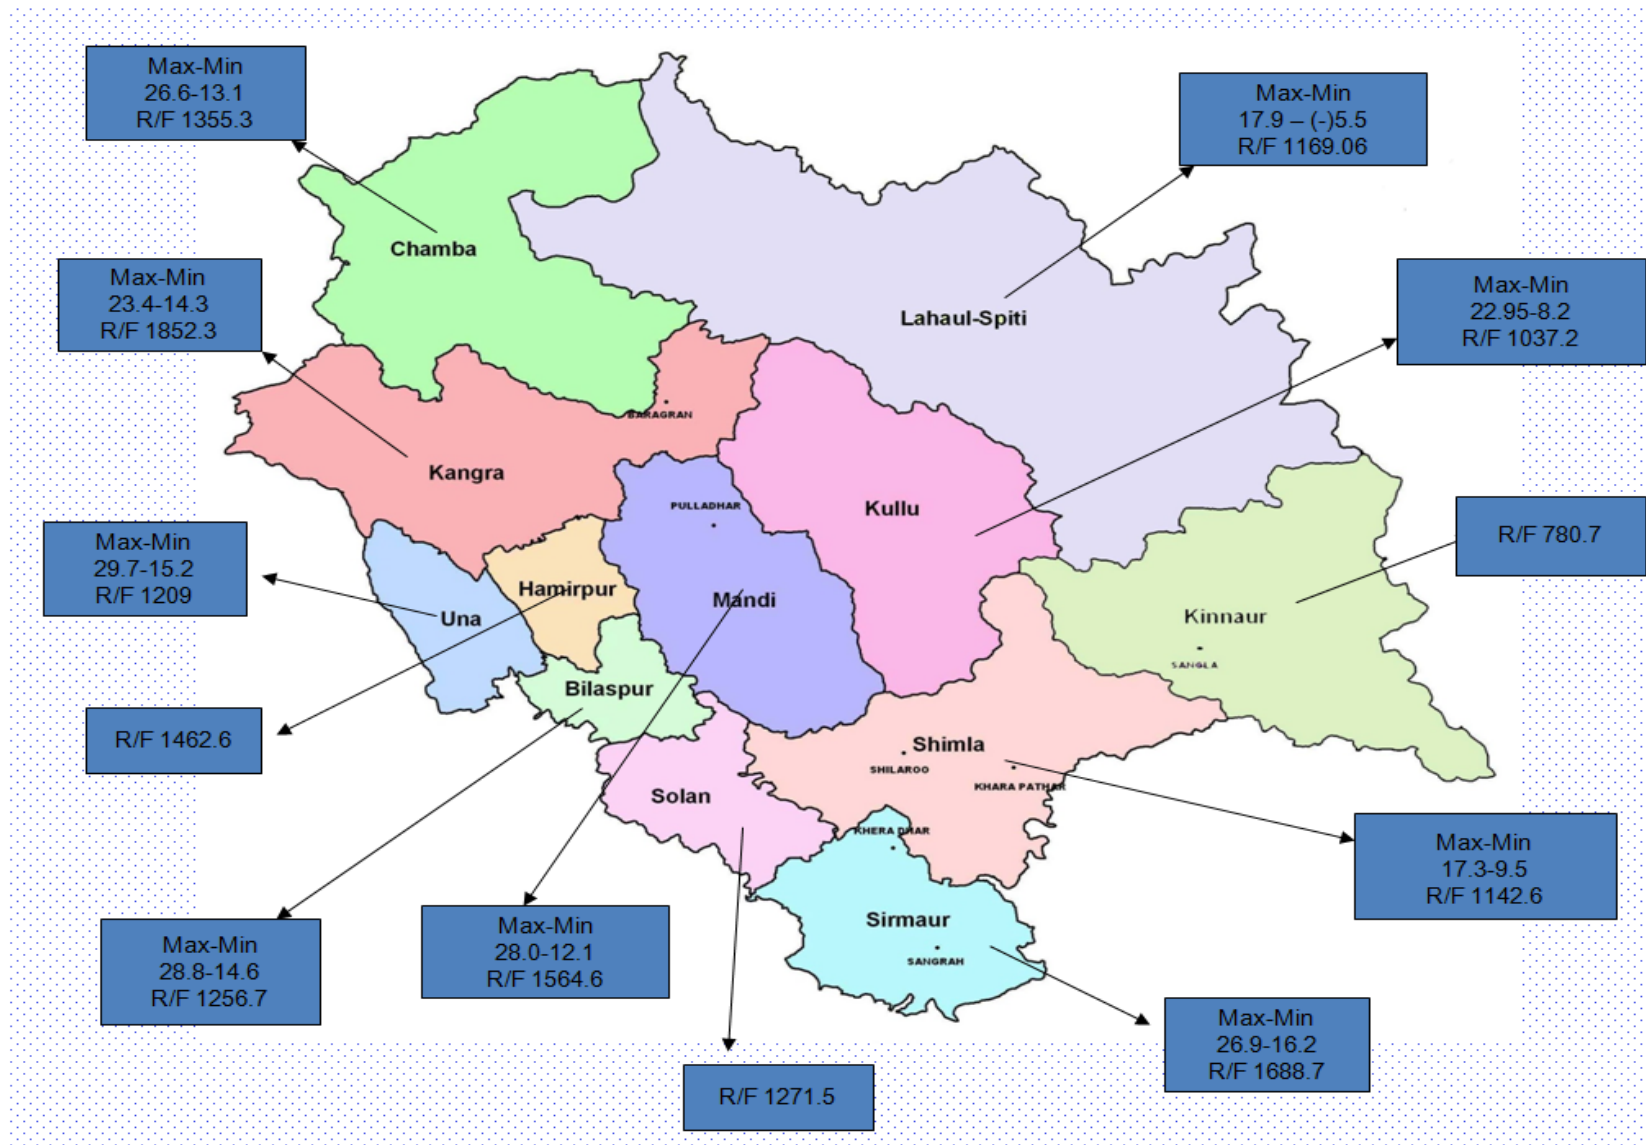 Max-Min
26.6-13.1
R/F 1355.3
Max-Min
17.9 – (-)5.5
R/F 1169.06
Chamba
Max-Min
23.4-14.3
R/F 1852.3
Lahaul-Spiti
Max-Min
22.95-8.2
R/F 1037.2
BARAGRAN
Kangra
PULLADHAR
Kullu
Max-Min
29.7-15.2
R/F 1209
R/F 780.7
Hamirpur
Mandi
Una
Kinnaur
SANGLA
Bilaspur
R/F 1462.6
Shimla
SHILAROO
KHARA PATHAR
Solan
KHERA DHAR
Max-Min
17.3-9.5
R/F 1142.6
Sirmaur
SANGRAH
Max-Min
28.8-14.6
R/F 1256.7
Max-Min
28.0-12.1
R/F 1564.6
Max-Min
26.9-16.2
R/F 1688.7
R/F 1271.5